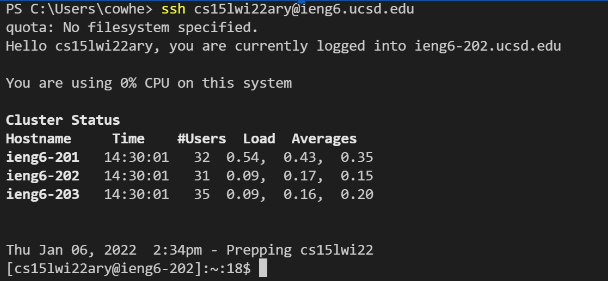 PS C:\Users\cowhe> ssh cs15lwi22ary@ieng6.ucsd.edu
quota: No filesystem specified.
Hello cs15lwi22ary, you are currently logged into ieng6-202.ucsd.edu
You are using 0% CPU on this system
Cluster Status
Hostname     Time    #Users  Load  Averages
ieng6-201   14:30:01   32  0.54,  0.43,  0.35
ieng6-202   14:30:01   31  0.09,  0.17,  0.15
ieng6-203   14:30:01   35  0.09,  0.16,  0.20
Thu Jan 06, 2022  2:34pm - Prepping cs15lwi22
[cs15lwi22ary@ieng6-202]:~:18$